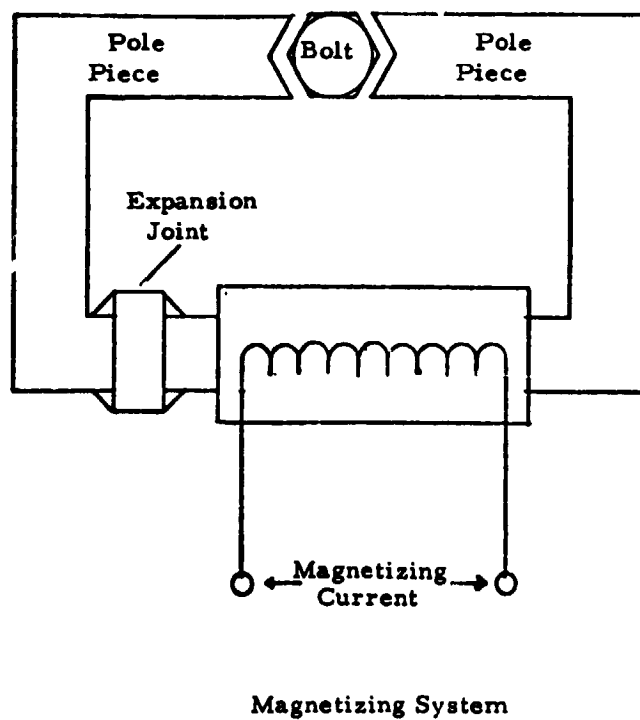 Pole
Piece
Bolt
Pole
Piece
Expansion
Joint
Magnetizing
Current
Magnetizing System